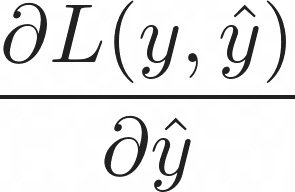 ∂L(y, ŷ)
∂ŷ